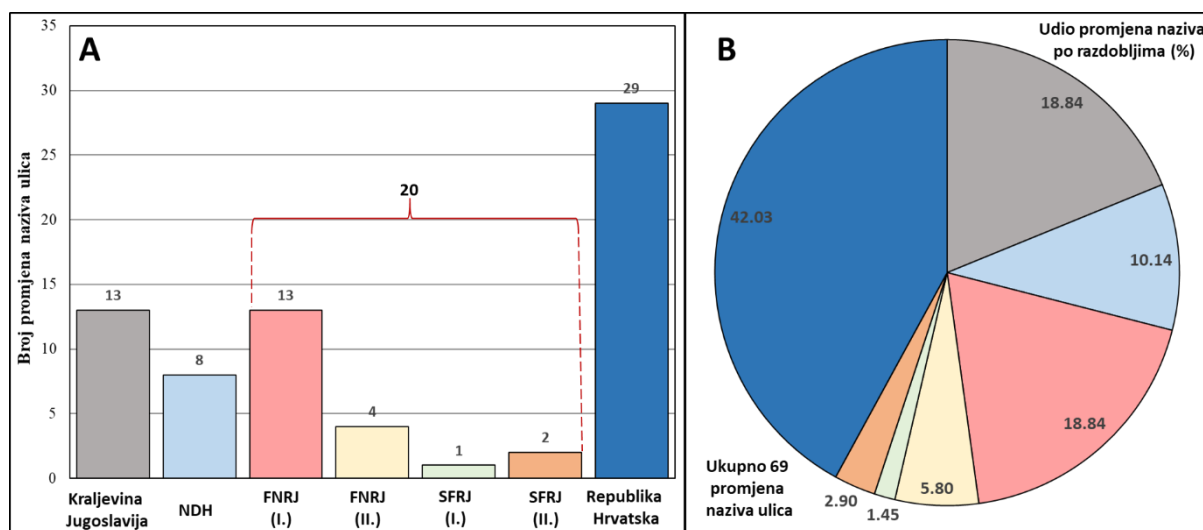 A
Broj promjena naziva ulica
35
30
25
20
15
10
5
0
13
8
13
4
1
2
29
20
Kraljevina
Jugoslavija
NDH
FNRJ
(I.)
FNRJ
(II.)
SFRJ
(I.)
SFRJ
(II.)
Republika
Hrvatska
B
Udio promjena naziva
po razdobljima (%)
18.84
10.14
18.84
5.80
1.45
2.90
42.03
Ukupno 69
promjena
naziva ulica